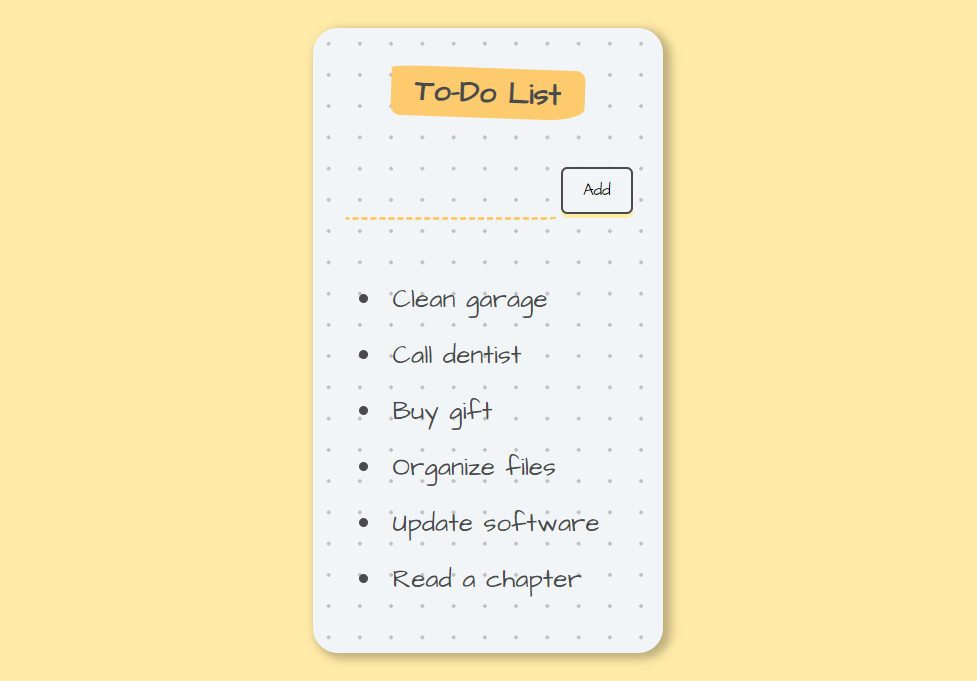 To-Do List
Add
Clean garage
Call dentist
Buy gift
Organize files
Update software
Read a chapter